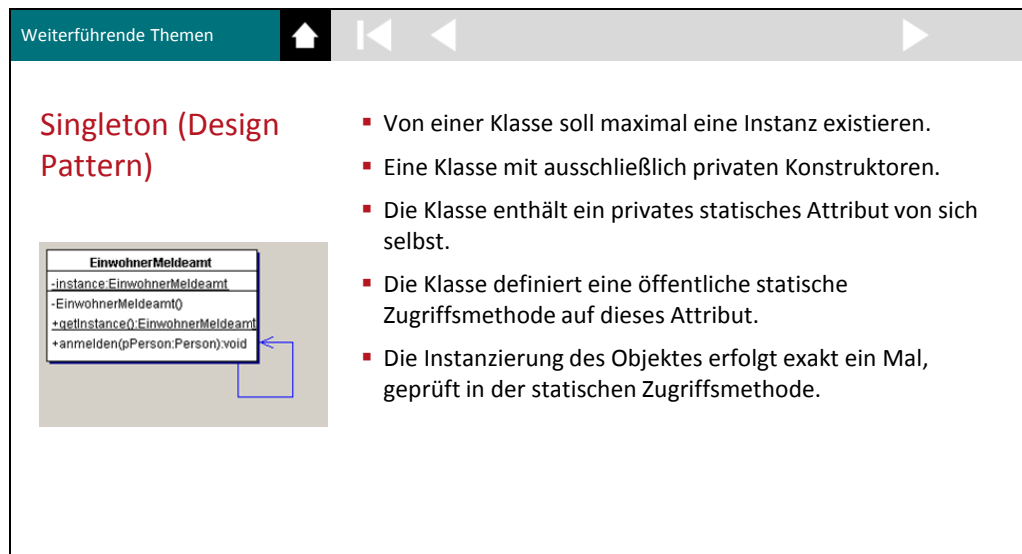 Weiterführende Themen
Singleton (Design
Pattern)
EinwohnerMeldeamt
-instance:EinwohnerMeldeamt
-EinwohnerMeldeamt()
+getInstance():EinwohnerMeldeamt
+anmelden(pPerson:Person):void
▪ Von einer Klasse soll maximal eine Instanz existieren.
▪ Eine Klasse mit ausschließlich privaten Konstruktoren.
▪ Die Klasse enthält ein privates statisches Attribut von sich
selbst.
▪ Die Klasse definiert eine öffentliche statische
Zugriffsmethode auf dieses Attribut.
▪ Die Instanzierung des Objektes erfolgt exakt ein Mal,
geprüft in der statischen Zugriffsmethode.